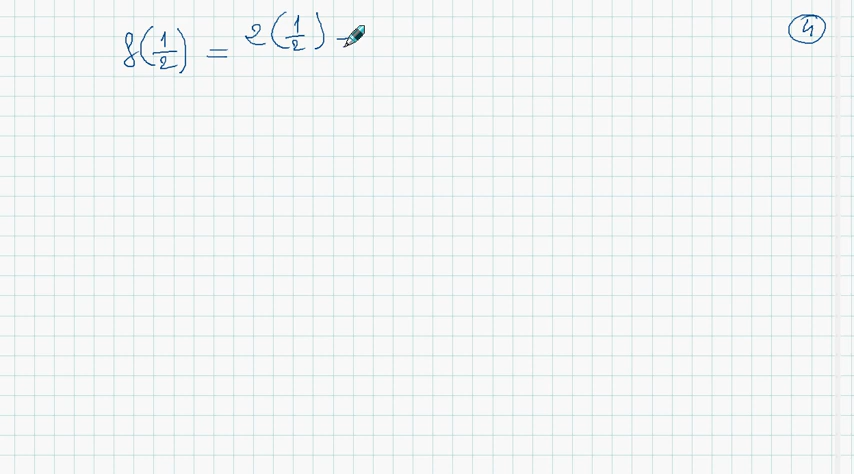 f(1/2) = 2(1/2) -
4